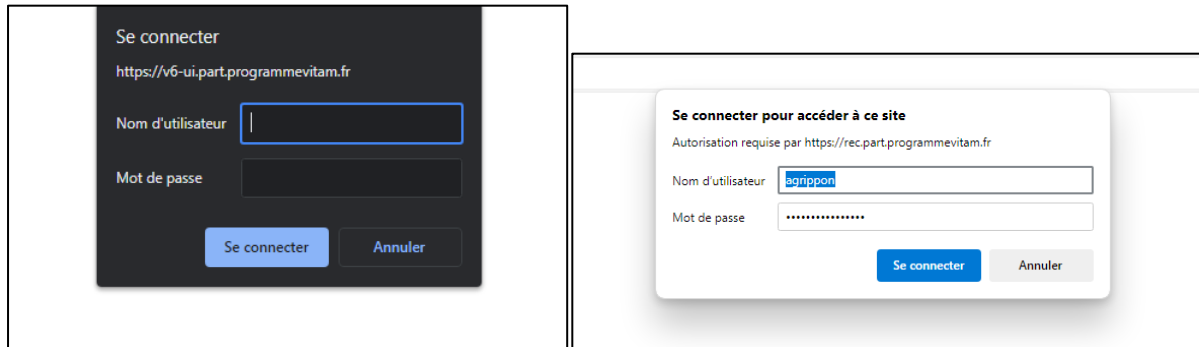 Se connecter
https://v6-ui.part.programmevitam.fr
Nom d'utilisateur
Mot de passe
Se connecter Annuler
Se connecter pour accéder à ce site
Autorisation requise par https://rec.part.programmevitam.fr
Nom d'utilisateur agrippon
Mot de passe ••••••••••••••••
Se connecter Annuler